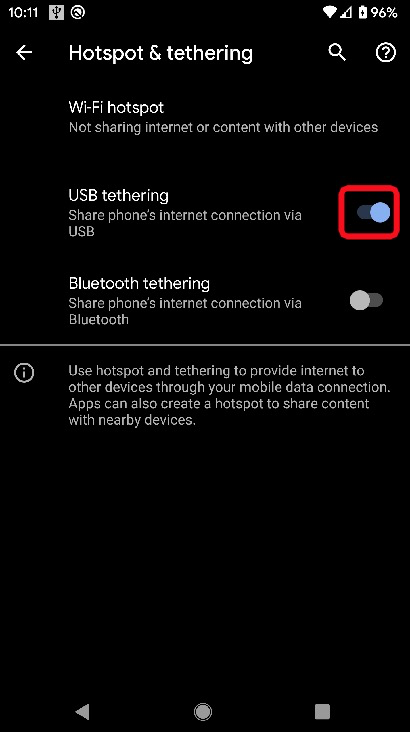 10:11 96%
Hotspot & tethering
Wi-Fi hotspot
Not sharing internet or content with other devices
USB tethering
Share phone's internet connection via
USB
Bluetooth tethering
Share phone's internet connection via
Bluetooth
Use hotspot and tethering to provide internet to
other devices through your mobile data connection.
Apps can also create a hotspot to share content
with nearby devices.